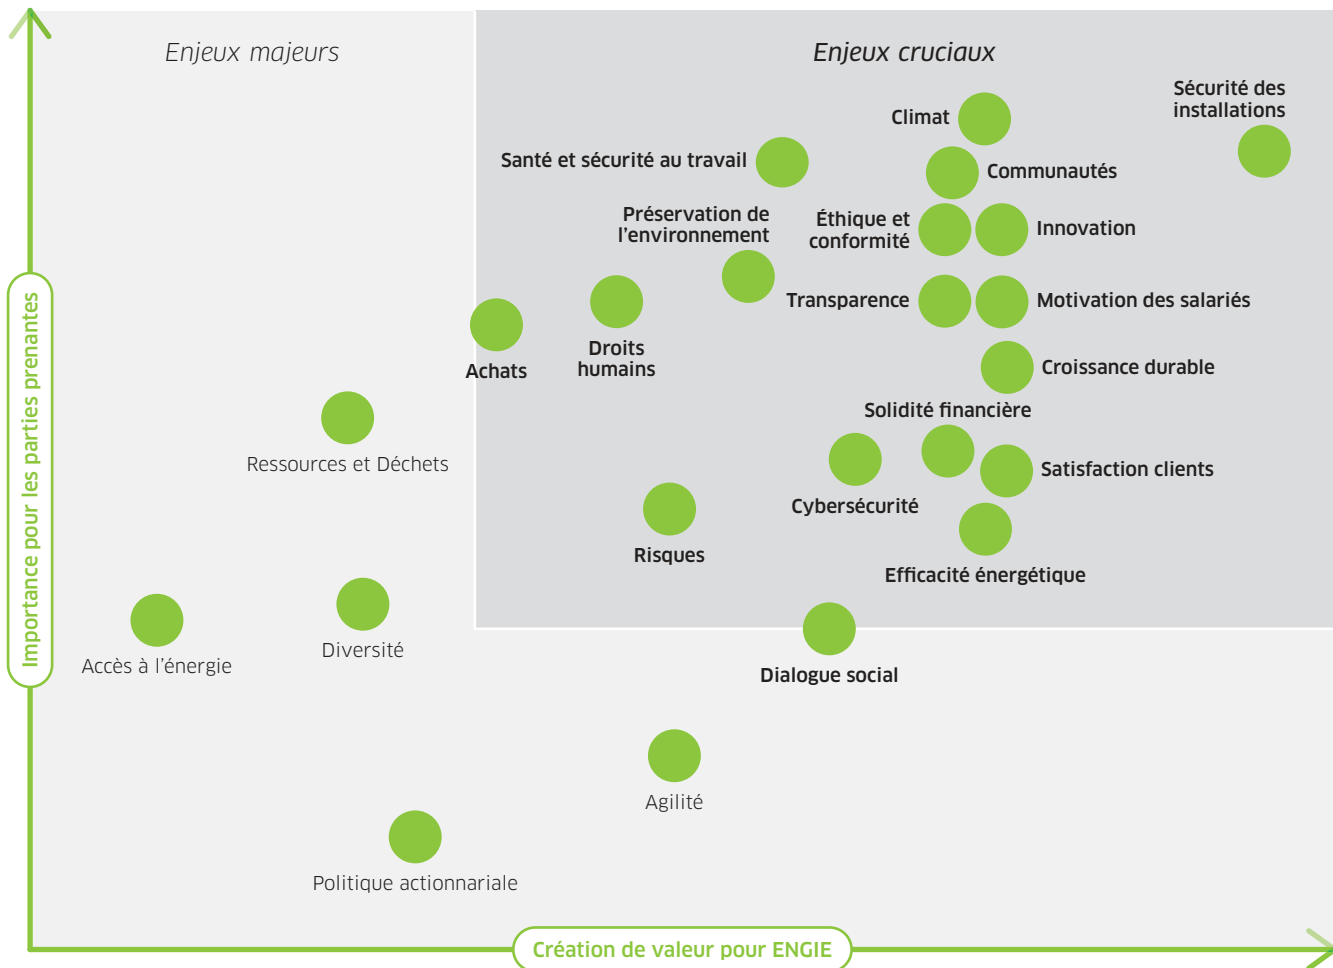 Enjeux majeurs
Enjeux cruciaux
Sécurité des
installations
Climat
Santé et sécurité au travail
Communautés
Préservation de
l'environnement
Éthique et
conformité
Innovation
Transparence
Motivation des salariés
Droits
humains
Achats
Croissance durable
Solidité financière
Ressources et Déchets
Satisfaction clients
Cybersécurité
Risques
Efficacité énergétique
Diversité
Accès à l'énergie
Dialogue social
Agilité
Politique actionnariale
Importance pour les parties prenantes
Création de valeur pour ENGIE